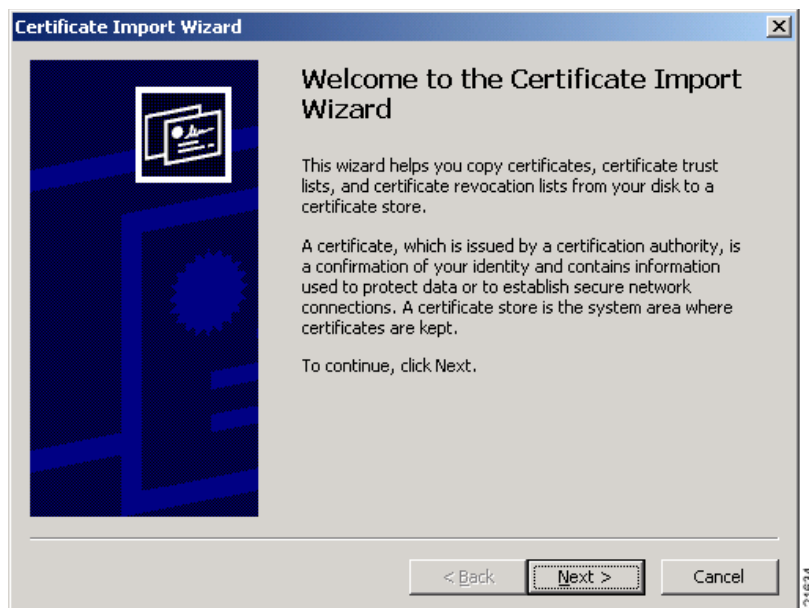 Certificate Import Wizard
Welcome to the Certificate Import
Wizard
This wizard helps you copy certificates, certificate trust
lists, and certificate revocation lists from your disk to a
certificate store.
A certificate, which is issued by a certification authority, is
a confirmation of your identity and contains information
used to protect data or to establish secure network
connections. A certificate store is the system area where
certificates are kept.
To continue, click Next.
< Back
Next >
Cancel